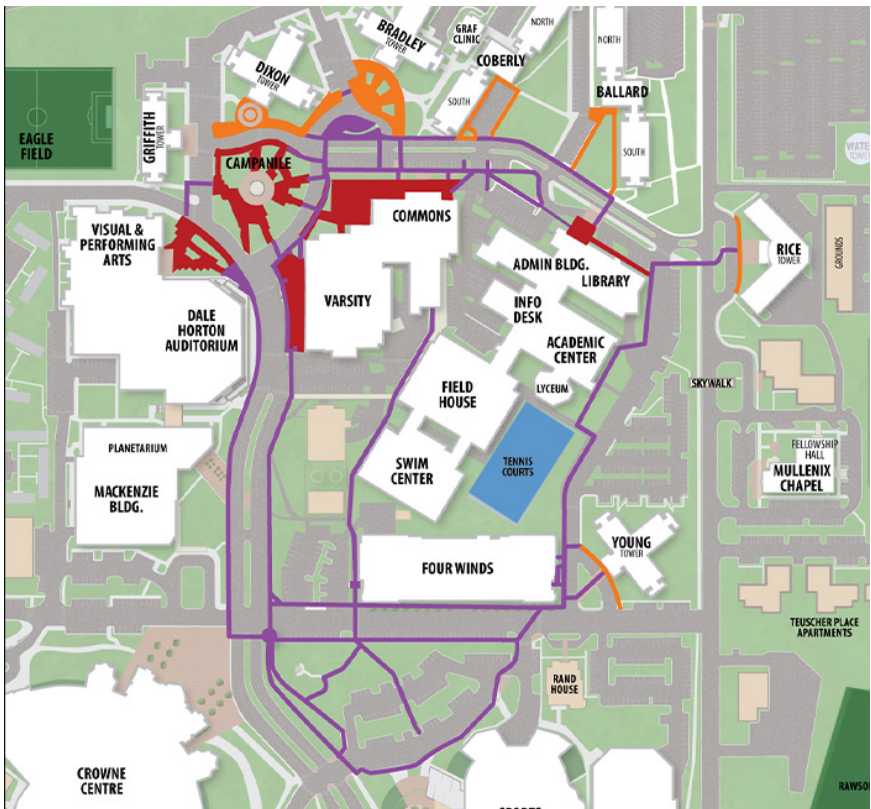 NORTH
BRADLEY
TOWER
GRAF
CLINIC
NORTH
COBERLY
DIXON
TOWER
BALLARD
SOUTH
EAGLE
FIELD
GRIFFITH
TOWER
SOUTH
CAMPANILE
VISUAL &
PERFORMING
ARTS
COMMONS
RICE
TOWER
GROUNDS
ADMIN BLDG.
LIBRARY
VARSITY
INFO
DESK
DALE
HORTON
AUDITORIUM
ACADEMIC
CENTER
LYCEUM
SKYWALK
FIELD
HOUSE
PLANETARIUM
MACKENZIE
BLDG.
SWIM
CENTER
TENNIS
COURTS
FELLOWSHIP
HALL
MULLENIX
CHAPEL
YOUNG
TOWER
FOUR WINDS
TEUSCHER PLACE
APARTMENTS
RAND
HOUSE
CROWNE
CENTRE